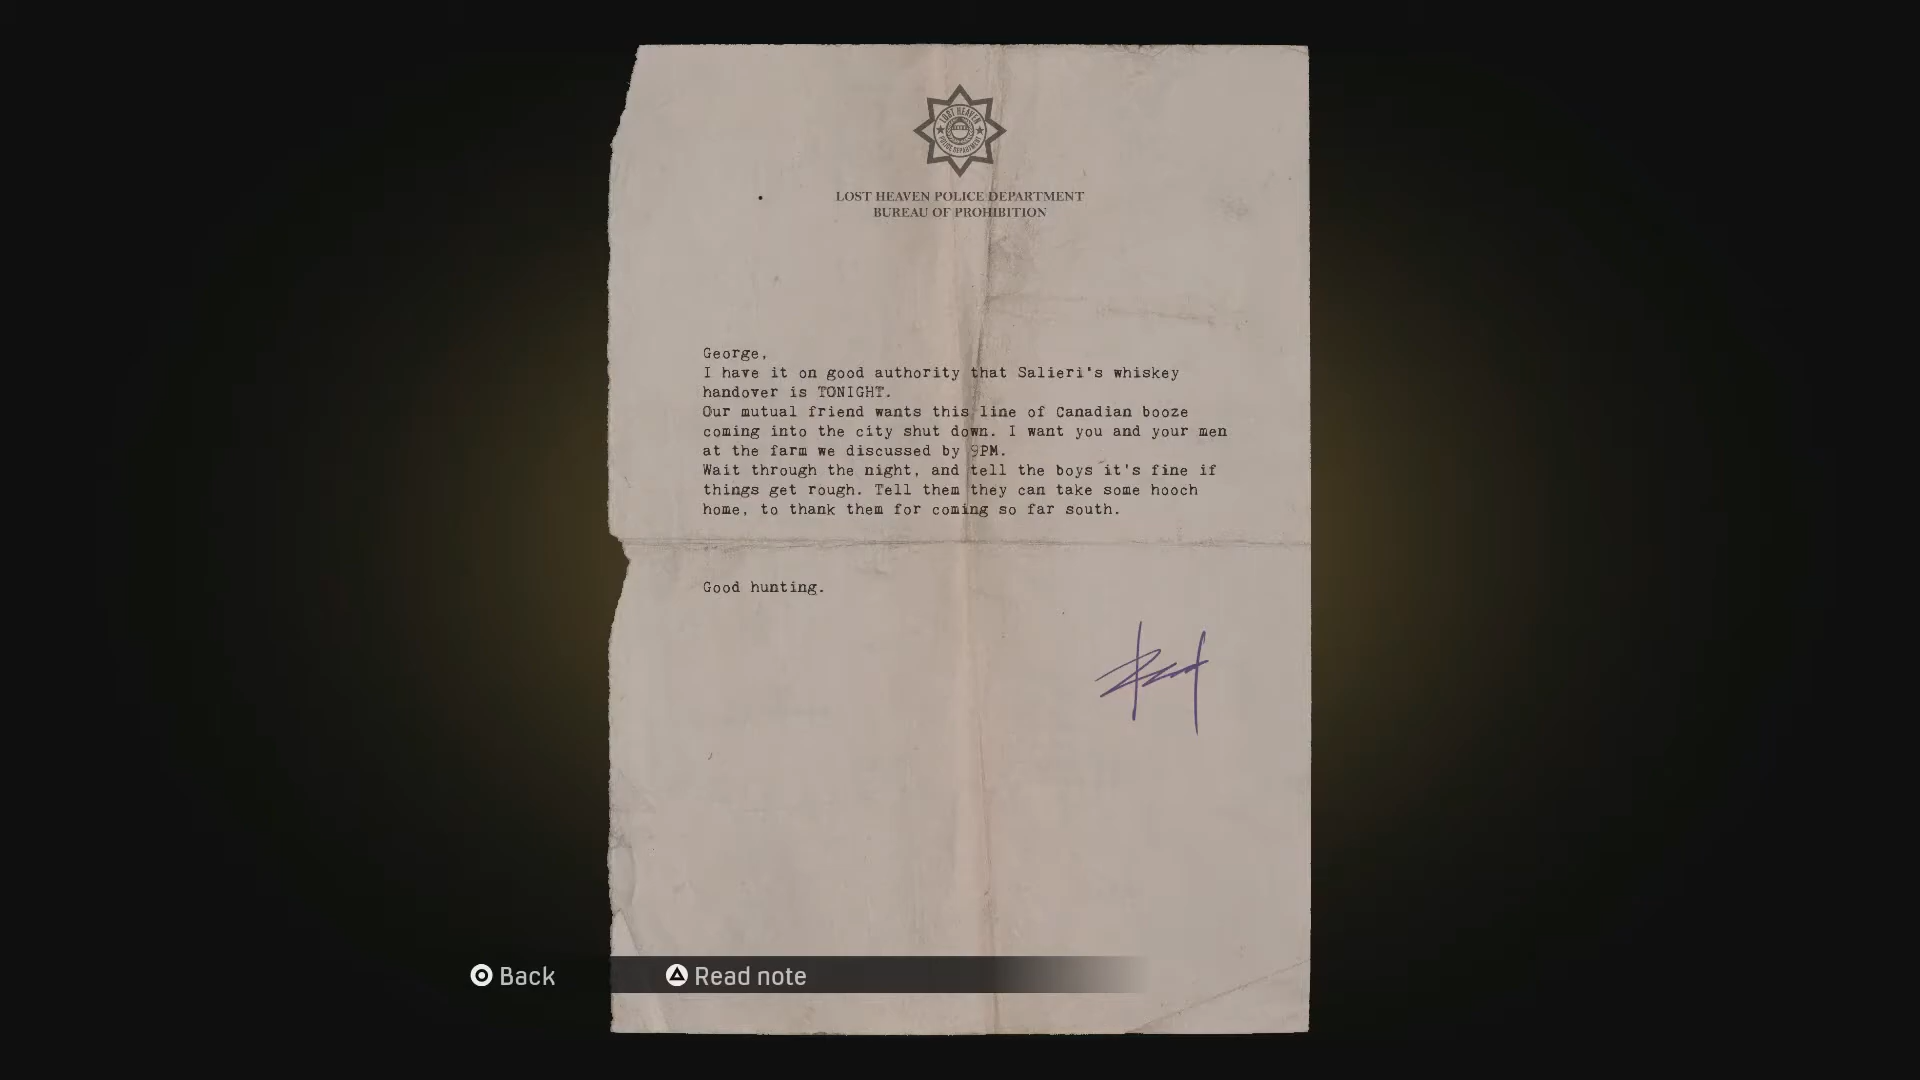 LOST HEAVEN
POLICE DEPARTMENT
LOST HEAVEN POLICE DEPARTMENT
BUREAU OF PROHIBITION
George,
I have it on good authority that Salieri's whiskey
handover is TONIGHT.
Our mutual friend wants this line of Canadian booze
coming into the city shut down. I want you and your men
at the farm we discussed by 9PM.
Wait through the night, and tell the boys it's fine if
things get rough. Tell them they can take some hooch
home, to thank them for coming so far south.
Good hunting.
Back
Read note